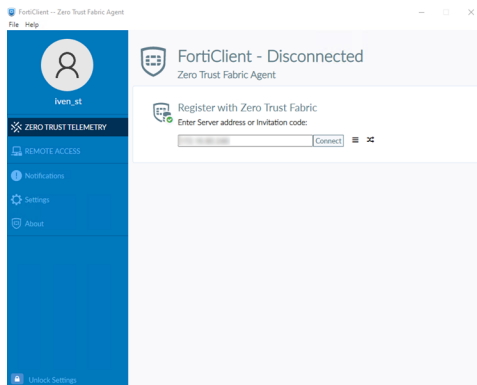 FortiClient -- Zero Trust Fabric Agent
File Help
iven_st
ZERO TRUST TELEMETRY
REMOTE ACCESS
Notifications
Settings
About
Unlock Settings
FortiClient - Disconnected
Zero Trust Fabric Agent
Register with Zero Trust Fabric
Enter Server address or Invitation code:
Connect